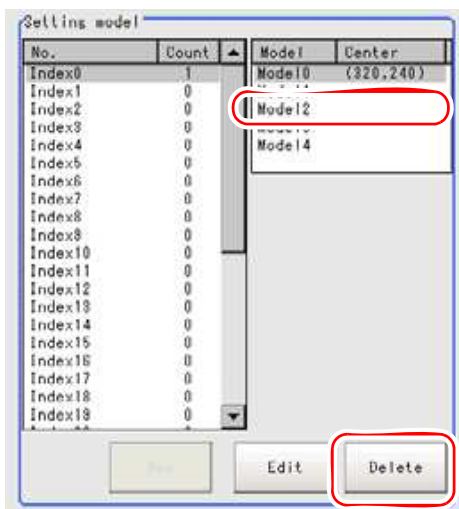 Setting model
No. Count Model Center
Index0 1 Model0 (320,240)
Index1 0
Index2 0 Model2
Index3 0
Index4 0 Model4
Index5 0
Index6 0
Index7 0
Index8 0
Index9 0
Index10 0
Index11 0
Index12 0
Index13 0
Index14 0
Index15 0
Index16 0
Index17 0
Index18 0
Index19 0
Edit Delete